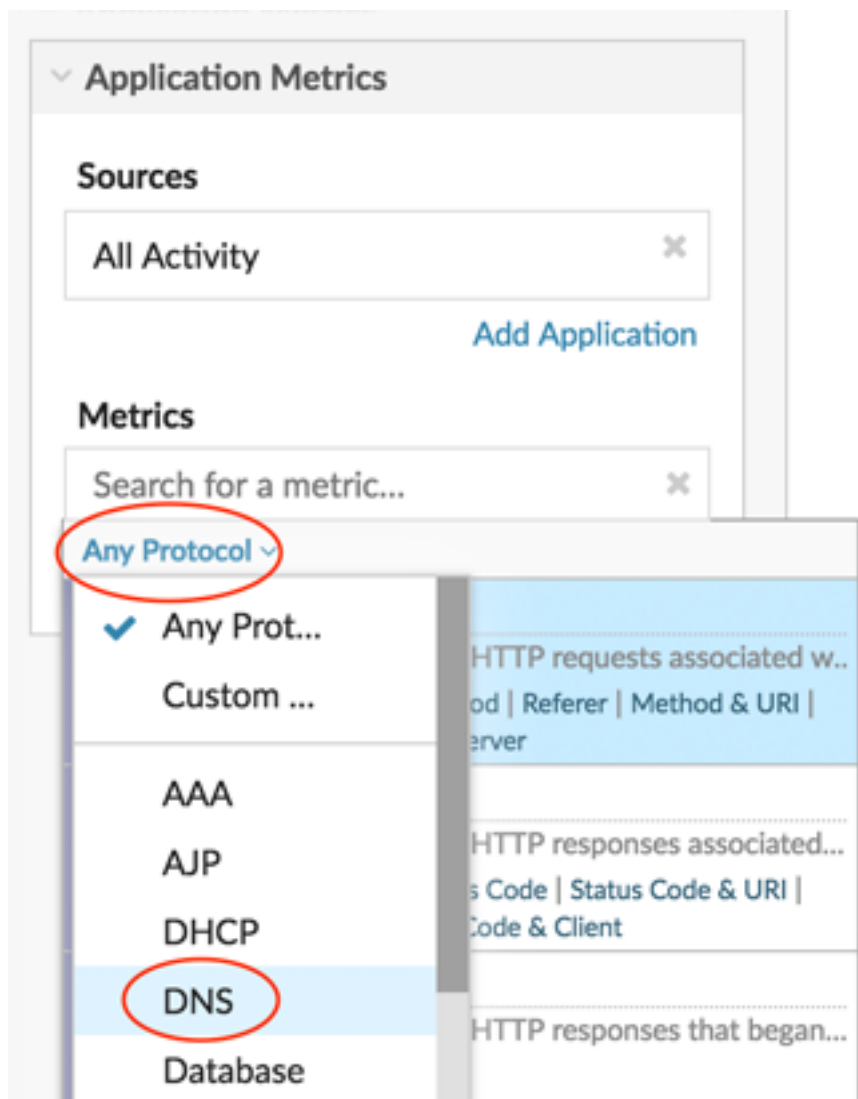 Application Metrics
Sources
All Activity
Add Application
Metrics
Search for a metric...
Any Protocol
Any Prot...
Custom ...
HTTP requests associated w..
od | Referer | Method & URI |
erver
AAA
HTTP responses associated...
AJP
s Code | Status Code & URI |
Code & Client
DHCP
DNS
HTTP responses that began...
Database